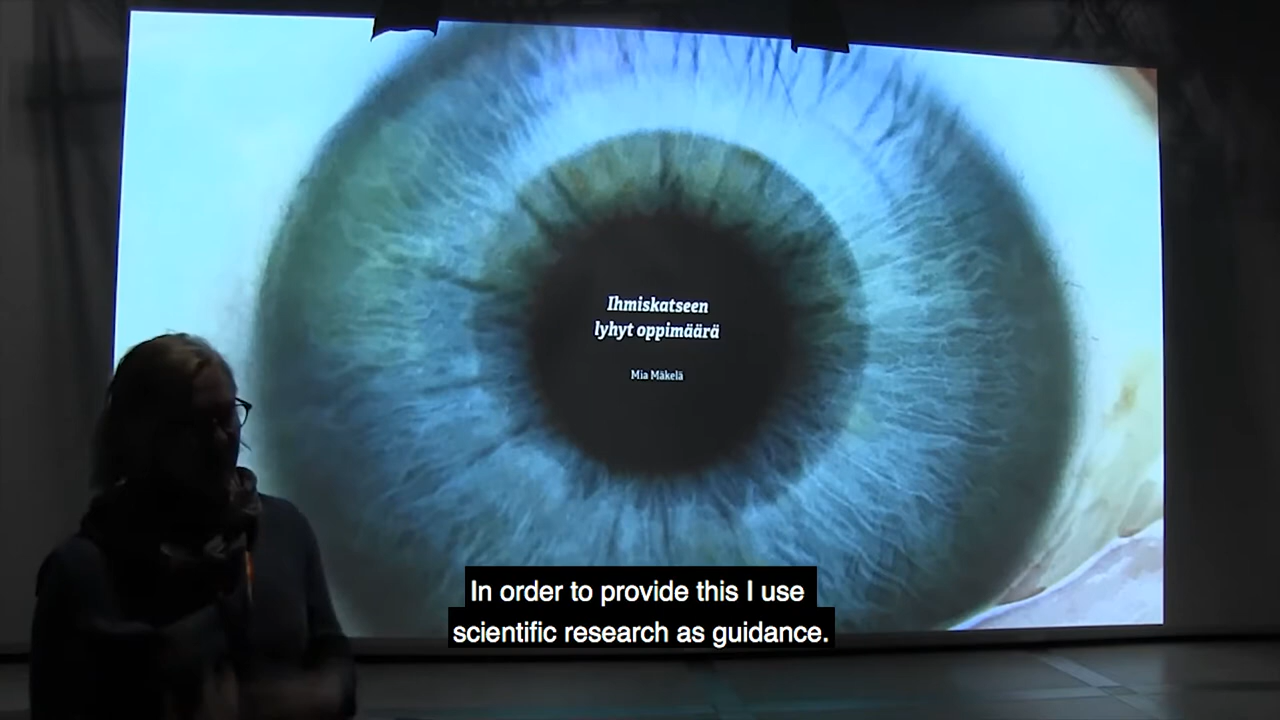 Ihmiskatseen
lyhyt oppimäärä
Mia Mäkelä
In order to provide this I use
scientific research as guidance.